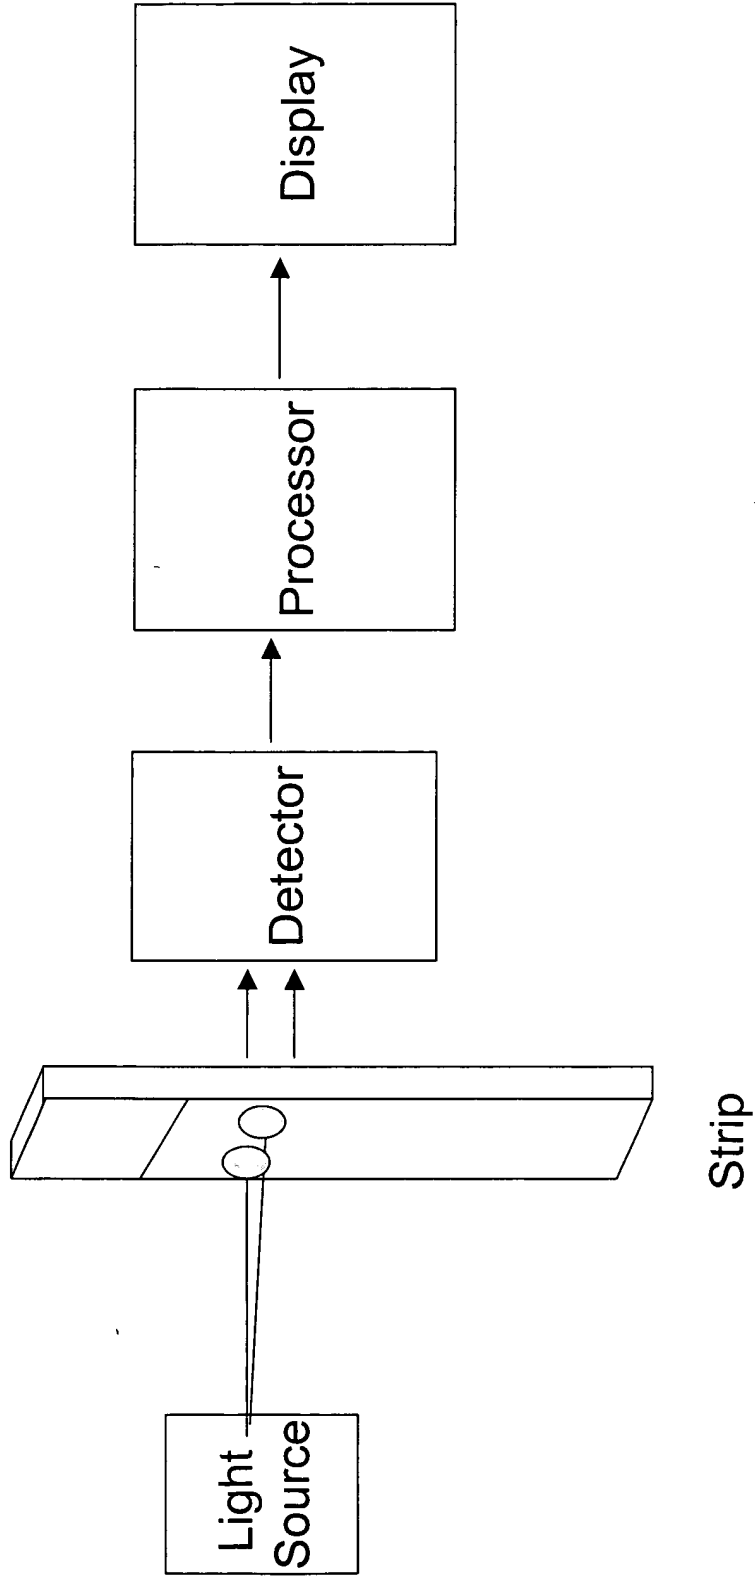 Light
Source
Strip
Detector
Processor
Display